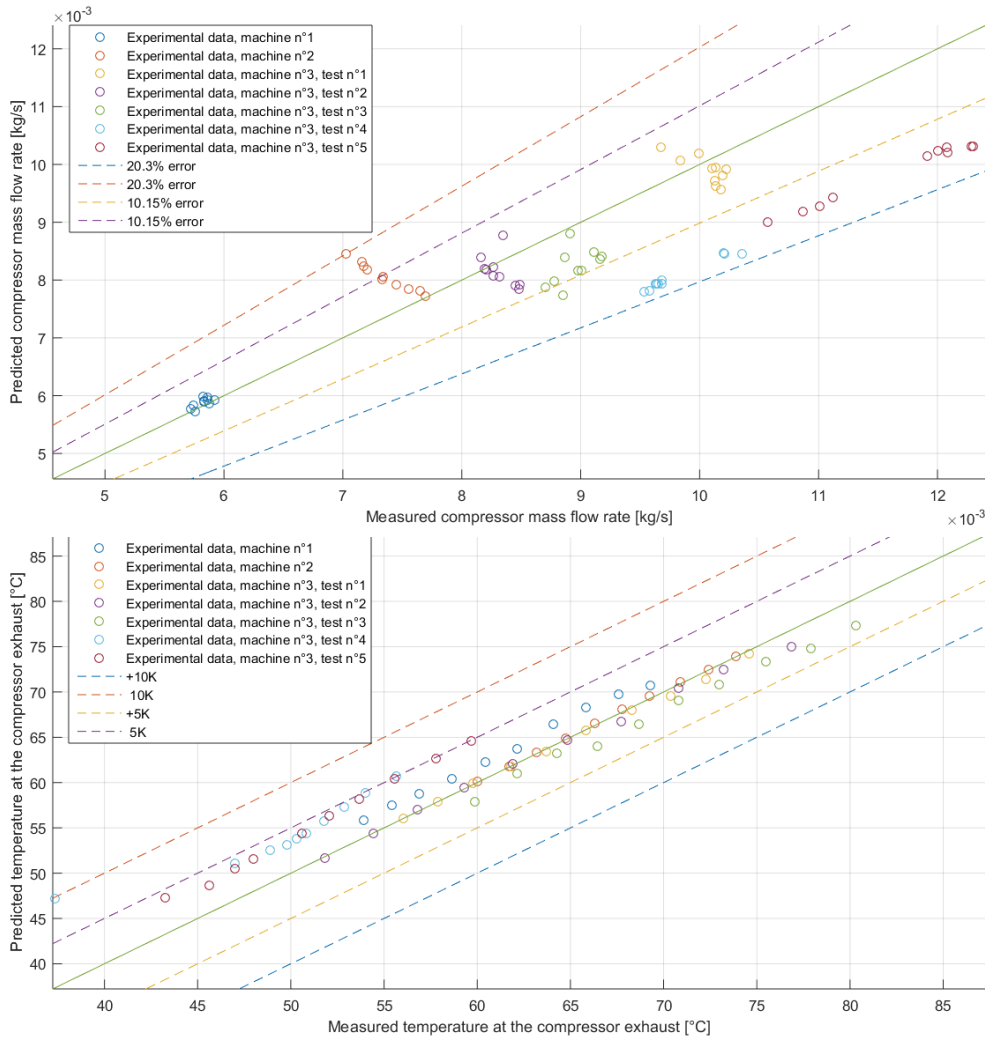 ×10⁻³
12
11
10
9
8
7
6
5
Predicted compressor mass flow rate [kg/s]
Experimental data, machine n°1
Experimental data, machine n°2
Experimental data, machine n°3, test n°1
Experimental data, machine n°3, test n°2
Experimental data, machine n°3, test n°3
Experimental data, machine n°3, test n°4
Experimental data, machine n°3, test n°5
20.3% error
20.3% error
10.15% error
10.15% error
5 6 7 8 9 10 11 12
Measured compressor mass flow rate [kg/s]
×10⁻³
85
80
75
70
65
60
55
50
45
40
Predicted temperature at the compressor exhaust [°C]
Experimental data, machine n°1
Experimental data, machine n°2
Experimental data, machine n°3, test n°1
Experimental data, machine n°3, test n°2
Experimental data, machine n°3, test n°3
Experimental data, machine n°3, test n°4
Experimental data, machine n°3, test n°5
+10K
10K
+5K
5K
40 45 50 55 60 65 70 75 80 85
Measured temperature at the compressor exhaust [°C]